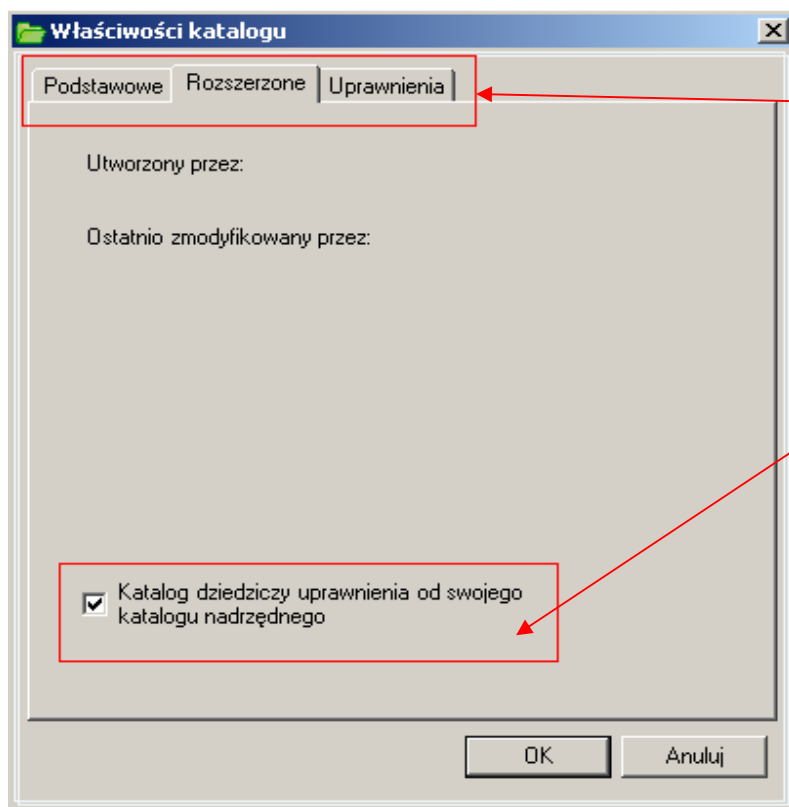 Właściwości katalogu
Podstawowe Rozszerzone Uprawnienia
Utworzony przez:
Ostatnio zmodyfikowany przez:
Katalog dziedziczy uprawnienia od swojego
katalogu nadrzędnego
OK Anuluj